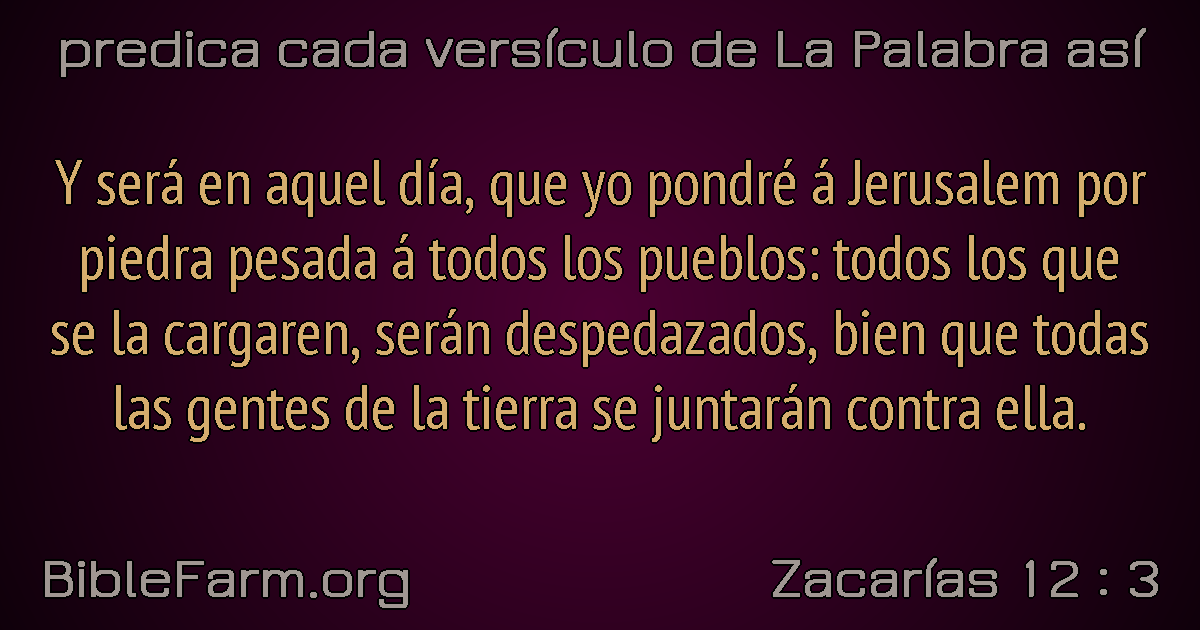 predica cada versículo de La Palabra así
Y será en aquel día, que yo pondré á Jerusalem por
piedra pesada á todos los pueblos: todos los que
se la cargaren, serán despedazados, bien que todas
las gentes de la tierra se juntarán contra ella.
BibleFarm.org
Zacarías 12 : 3